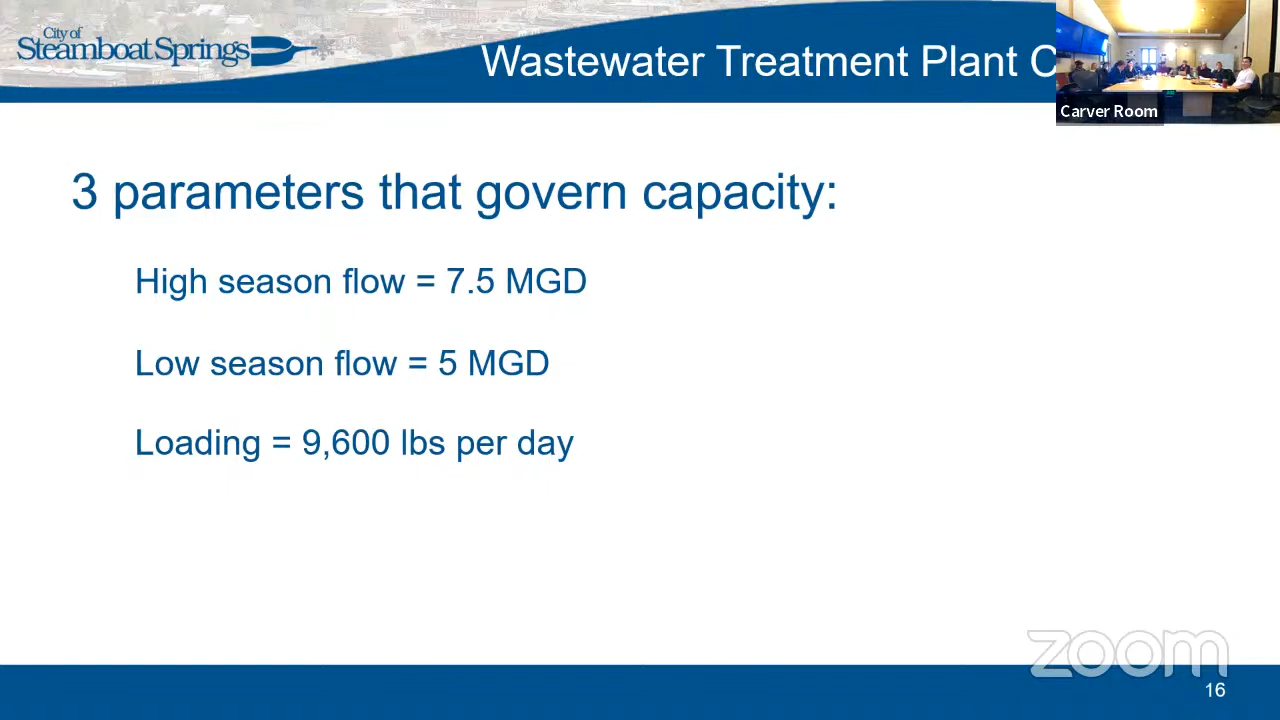 City of
Steamboat Springs
Wastewater Treatment Plant C
Carver Room
3 parameters that govern capacity:
High season flow = 7.5 MGD
Low season flow = 5 MGD
Loading = 9,600 lbs per day
zoom
16